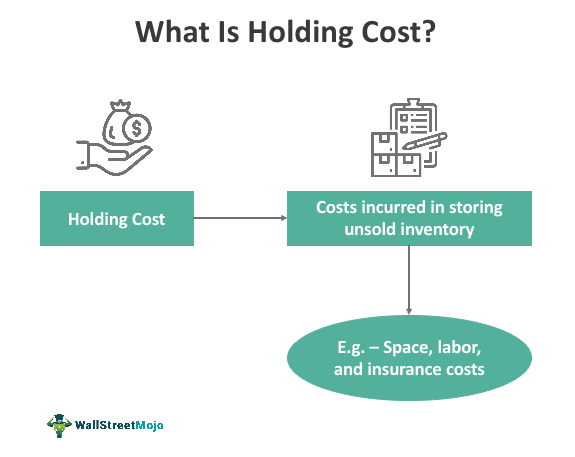 What Is Holding Cost?
$
Holding Cost
Costs incurred in storing
unsold inventory
E.g. – Space, labor,
and insurance costs
WallStreetMojo